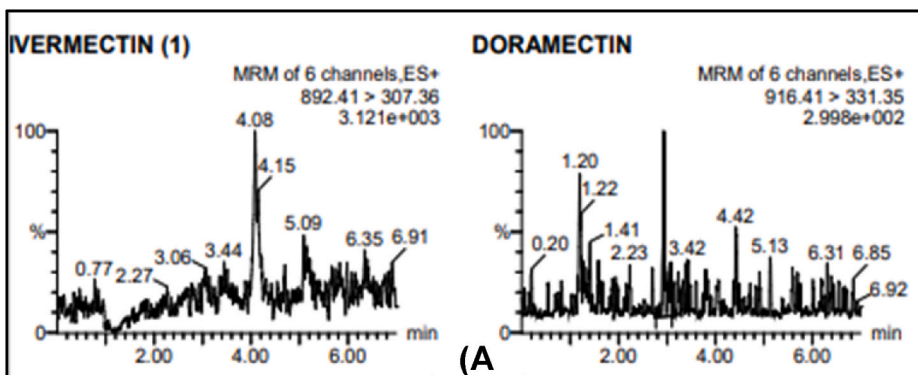 IVERMECTIN (1)
MRM of 6 channels,ES+
892.41 > 307.36
3.121e+003
100
%
0
4.08
4.15
5.09
0.77
2.27
3.06
3.44
6.35
6.91
2.00
4.00
6.00
min
DORAMECTIN
MRM of 6 channels,ES+
916.41 > 331.35
2.998e+002
100
%
0
1.20
1.22
1.41
0.20
2.23
3.42
4.42
5.13
6.31
6.85
6.92
2.00
4.00
6.00
min
(A